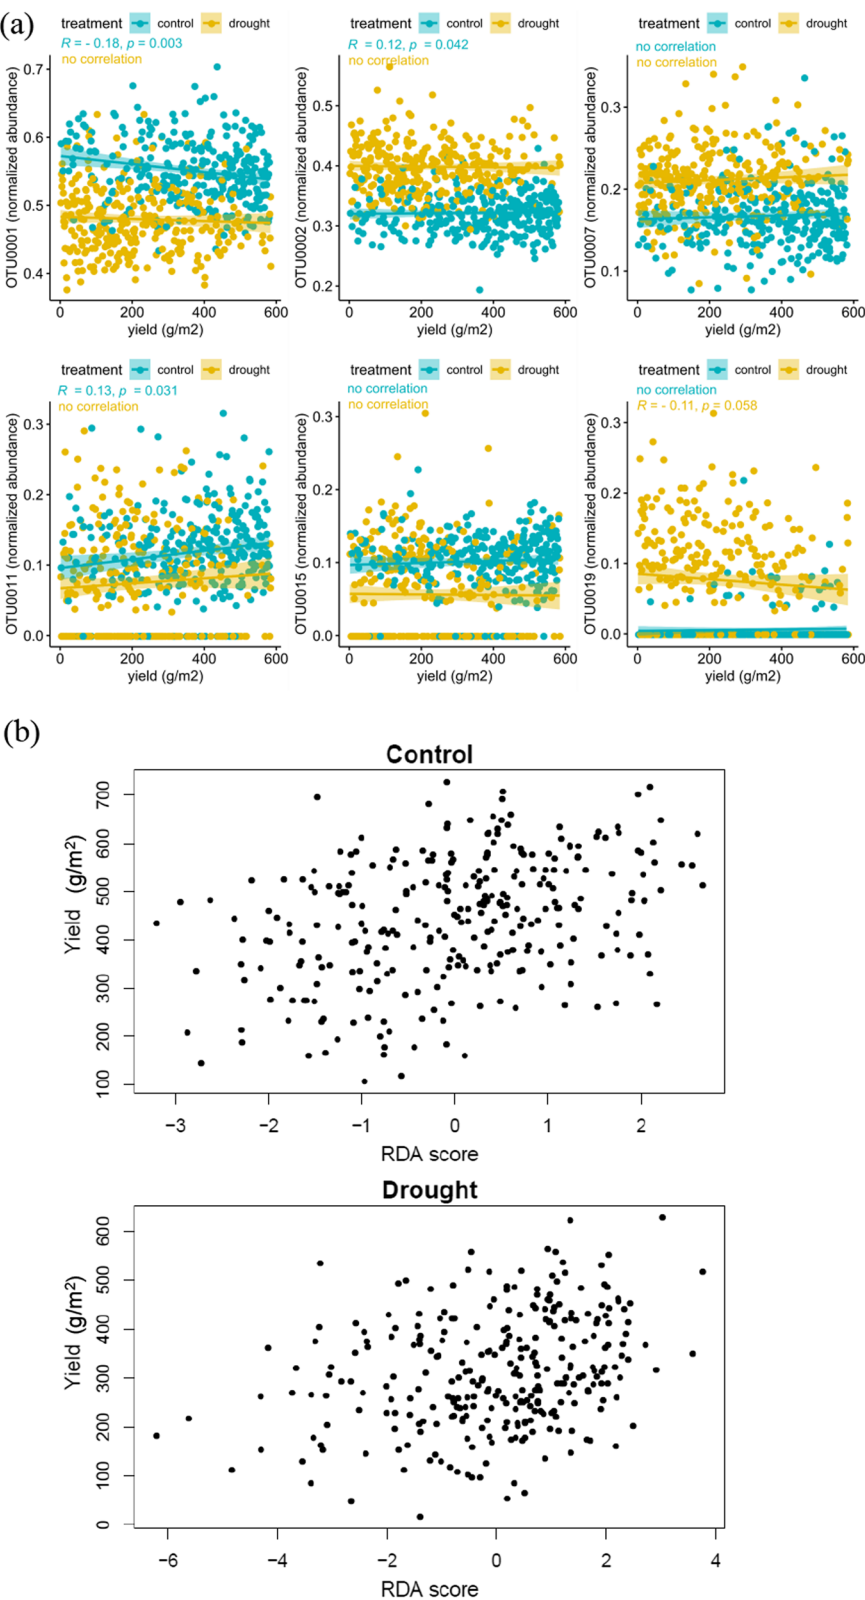 (a)
treatment control drought
R = - 0.18, p = 0.003
no correlation
OTU0001 (normalized abundance)
0.7
0.6
0.5
0.4
0 200 400 600
yield (g/m2)
treatment control drought
R = 0.12, p = 0.042
no correlation
OTU0002 (normalized abundance)
0.5
0.4
0.3
0.2
0 200 400 600
yield (g/m2)
treatment control drought
no correlation
no correlation
OTU0007 (normalized abundance)
0.3
0.2
0.1
0 200 400 600
yield (g/m2)
treatment control drought
R = 0.13, p = 0.031
no correlation
OTU0011 (normalized abundance)
0.3
0.2
0.1
0.0
0 200 400 600
yield (g/m2)
treatment control drought
no correlation
no correlation
OTU0015 (normalized abundance)
0.3
0.2
0.1
0.0
0 200 400 600
yield (g/m2)
treatment control drought
no correlation
R = - 0.11, p = 0.058
OTU0019 (normalized abundance)
0.3
0.2
0.1
0.0
0 200 400 600
yield (g/m2)
(b)
Control
Yield (g/m²)
700
600
500
400
300
200
100
−3 −2 −1 0 1 2
RDA score
Drought
Yield (g/m²)
600
500
400
300
200
100
0
−6 −4 −2 0 2 4
RDA score